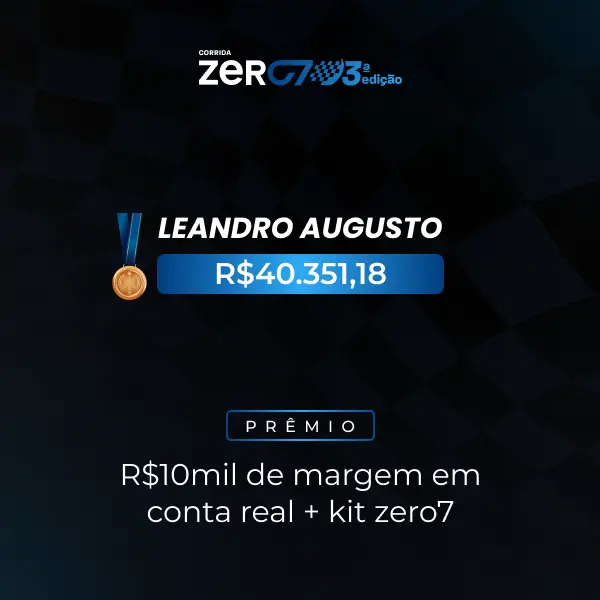 CORRIDA
ZERO7 3ª edição
LEANDRO AUGUSTO
R$40.351,18
PRÊMIO
R$10mil de margem em
conta real + kit zero7